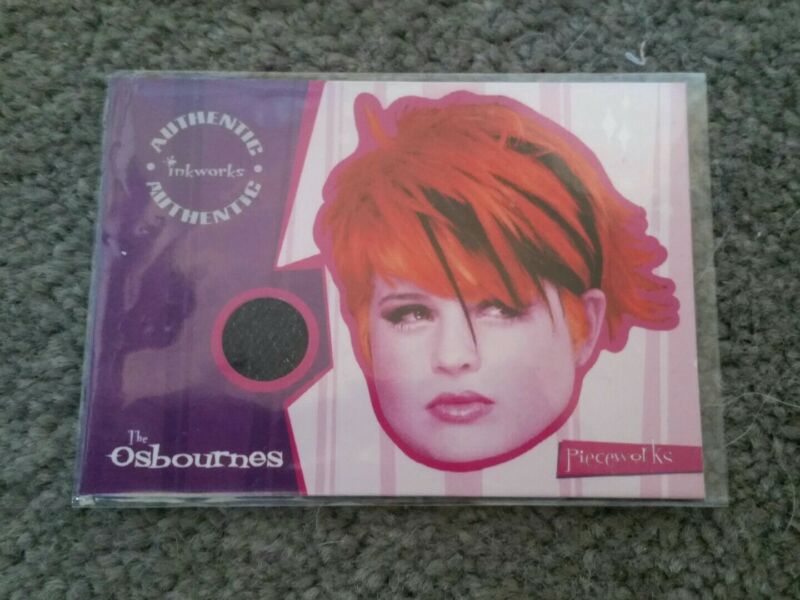 AUTHENTIC
inkworks
AUTHENTIC
The
Osbournes
Pieceworks